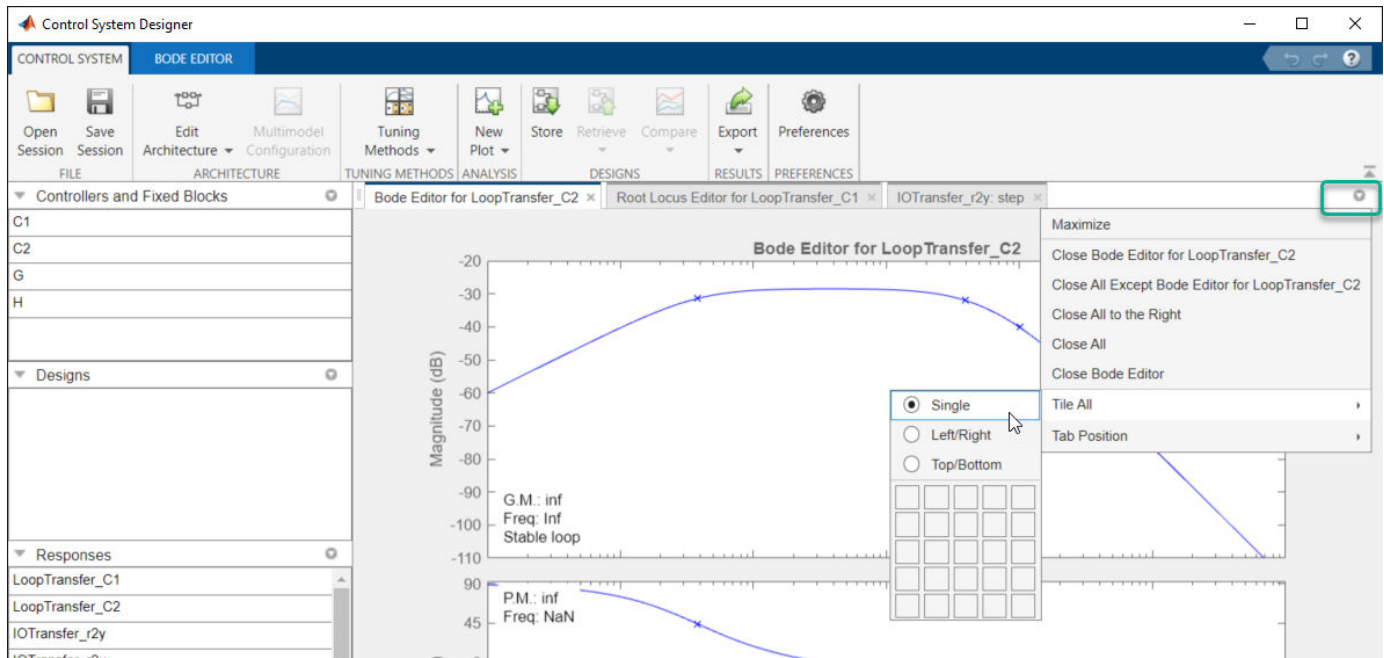 Control System Designer
CONTROL SYSTEM BODE EDITOR
Open Session
Save Session
Edit Architecture
Multimodel Configuration
Tuning Methods
New Plot
Store
Retrieve
Compare
Export
Preferences
FILE ARCHITECTURE TUNING METHODS ANALYSIS DESIGNS RESULTS PREFERENCES
Controllers and Fixed Blocks
C1
C2
G
H
Designs
Responses
LoopTransfer_C1
LoopTransfer_C2
IOTransfer_r2y
Bode Editor for LoopTransfer_C2 × Root Locus Editor for LoopTransfer_C1 × IOTransfer_r2y: step ×
Bode Editor for LoopTransfer_C2
Magnitude (dB)
-20
-30
-40
-50
-60
-70
-80
-90
-100
-110
G.M.: inf
Freq: Inf
Stable loop
90
45
P.M.: inf
Freq: NaN
Maximize
Close Bode Editor for LoopTransfer_C2
Close All Except Bode Editor for LoopTransfer_C2
Close All to the Right
Close All
Close Bode Editor
Tile All
Tab Position
Single
Left/Right
Top/Bottom